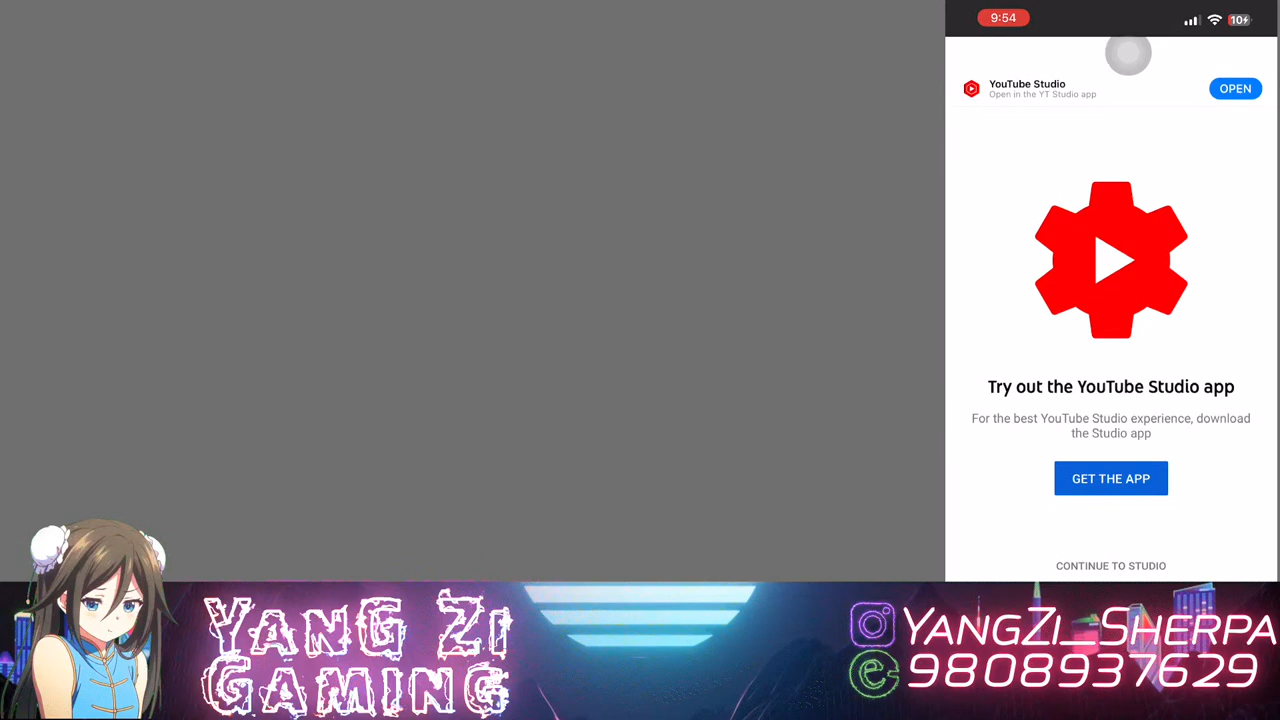 9:54
10
YouTube Studio
Open in the YT Studio app
OPEN
Try out the YouTube Studio app
For the best YouTube Studio experience, download
the Studio app
GET THE APP
CONTINUE TO STUDIO
YANG ZI
GAMING
YANGZI_SHERPA
9808937629